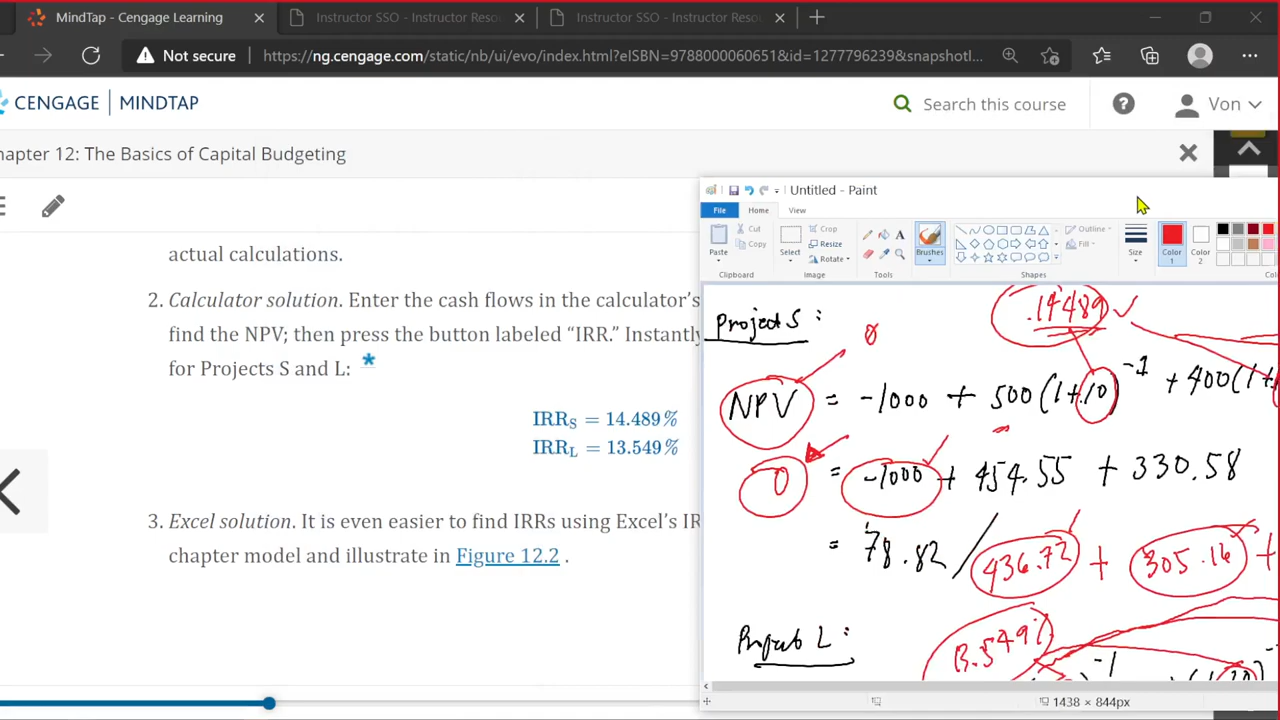 MindTap - Cengage Learning
Instructor SSO - Instructor Reso
Instructor SSO - Instructor Reso
Not secure
https://ng.cengage.com/static/nb/ui/evo/index.html?eISBN=9788000060651&id=1277796239&snapshotI...
CENGAGE MINDTAP
Search this course
Von
hapter 12: The Basics of Capital Budgeting
actual calculations.
2. Calculator solution. Enter the cash flows in the calculator's
find the NPV; then press the button labeled "IRR." Instantly
for Projects S and L: *
IRRS = 14.489%
IRRL = 13.549%
3. Excel solution. It is even easier to find IRRs using Excel's IR
chapter model and illustrate in Figure 12.2 .
Untitled - Paint
File Home View
Paste
Cut
Copy
Clipboard
Select
Crop
Resize
Rotate
Image
Tools
Brushes
Shapes
Outline
Fill
Size
Color 1
Color 2
Project S :
.14489 ✓
0
NPV = -1000 + 500 (1+.10)-1 + 400(1+.
0 = -1000 + 454.55 + 330.58
= 78.82 /
436.72 + 305.16 +
Project L :
13.549%
-1
1438 × 844px